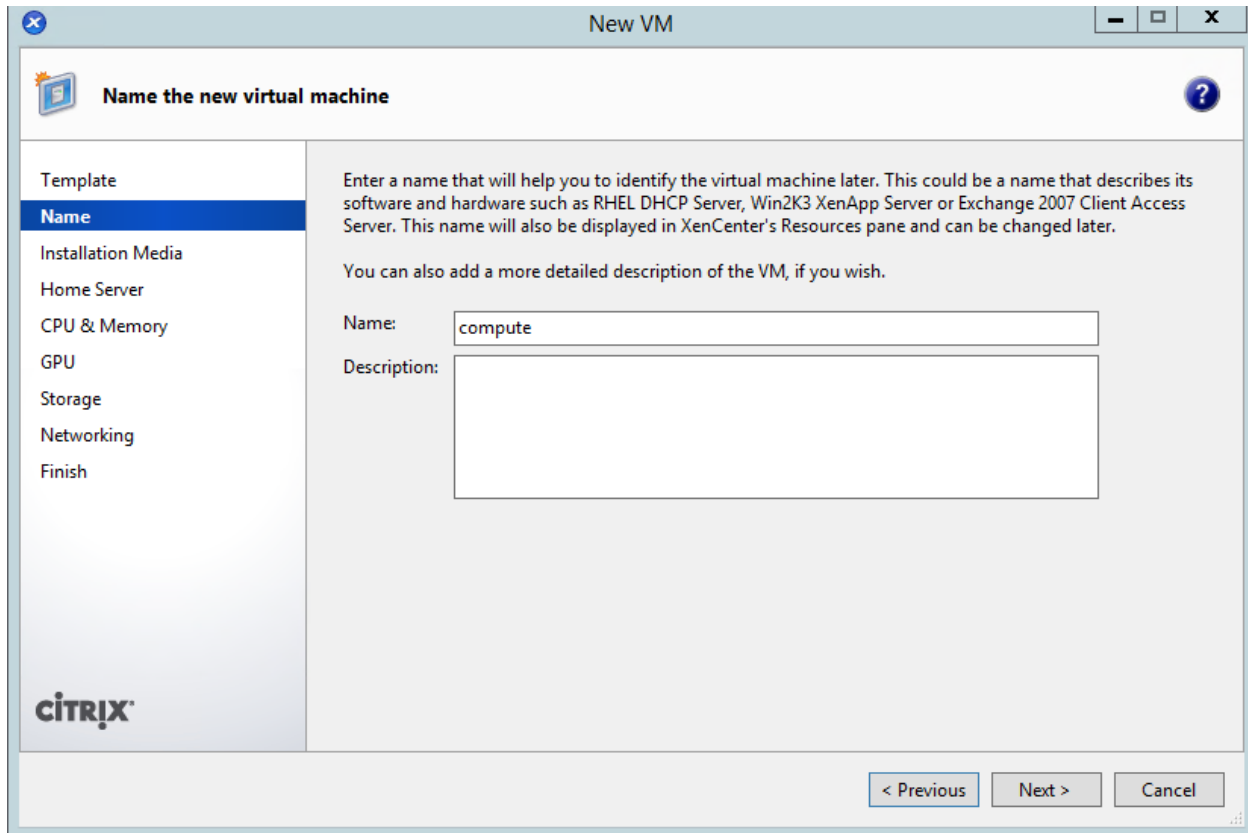 New VM
Name the new virtual machine
?
Template
Name
Installation Media
Home Server
CPU & Memory
GPU
Storage
Networking
Finish
Enter a name that will help you to identify the virtual machine later. This could be a name that describes its
software and hardware such as RHEL DHCP Server, Win2K3 XenApp Server or Exchange 2007 Client Access
Server. This name will also be displayed in XenCenter's Resources pane and can be changed later.
You can also add a more detailed description of the VM, if you wish.
Name: compute
Description:
CİTRIX
< Previous Next > Cancel